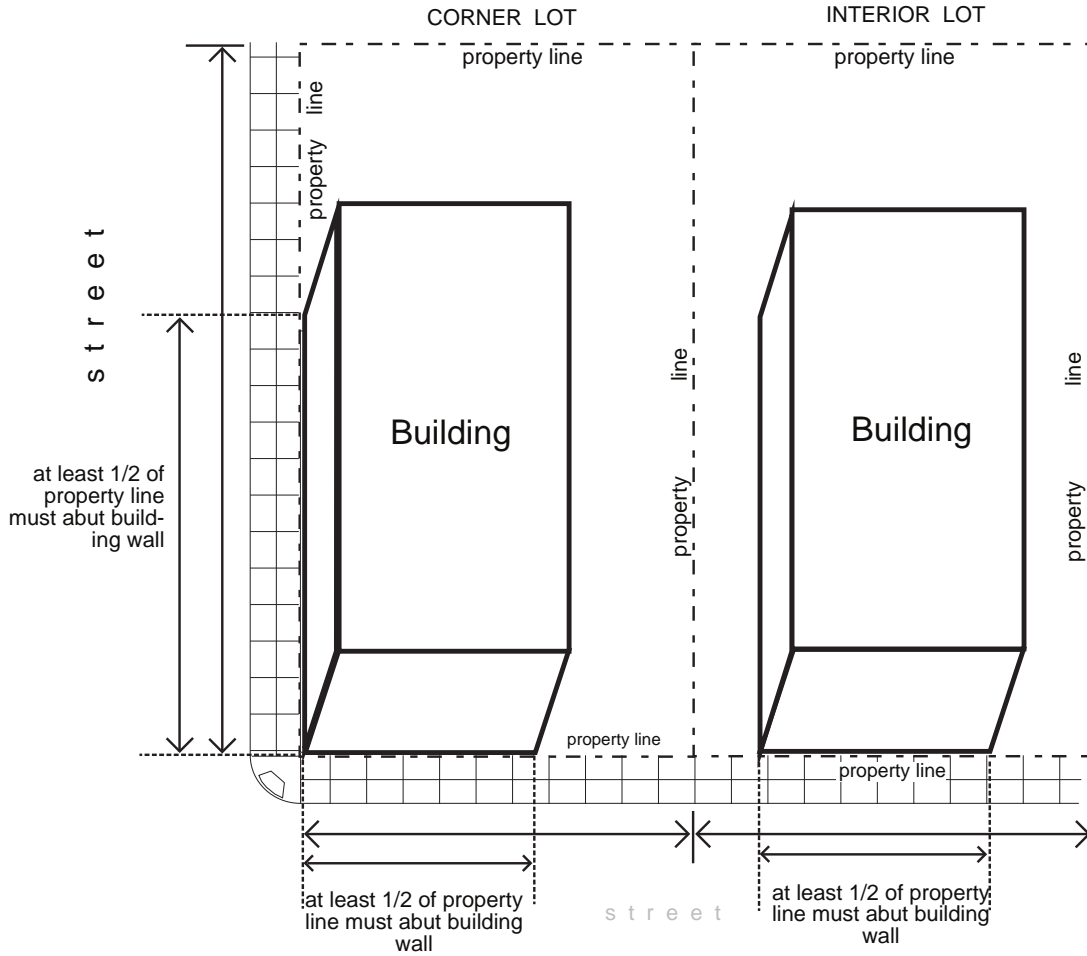 CORNER LOT
INTERIOR LOT
property line
property line
property line
street
Building
Building
property line
property line
at least 1/2 of
property line
must abut build-
ing wall
property line
property line
at least 1/2 of property
line must abut building
wall
street
at least 1/2 of property
line must abut building
wall